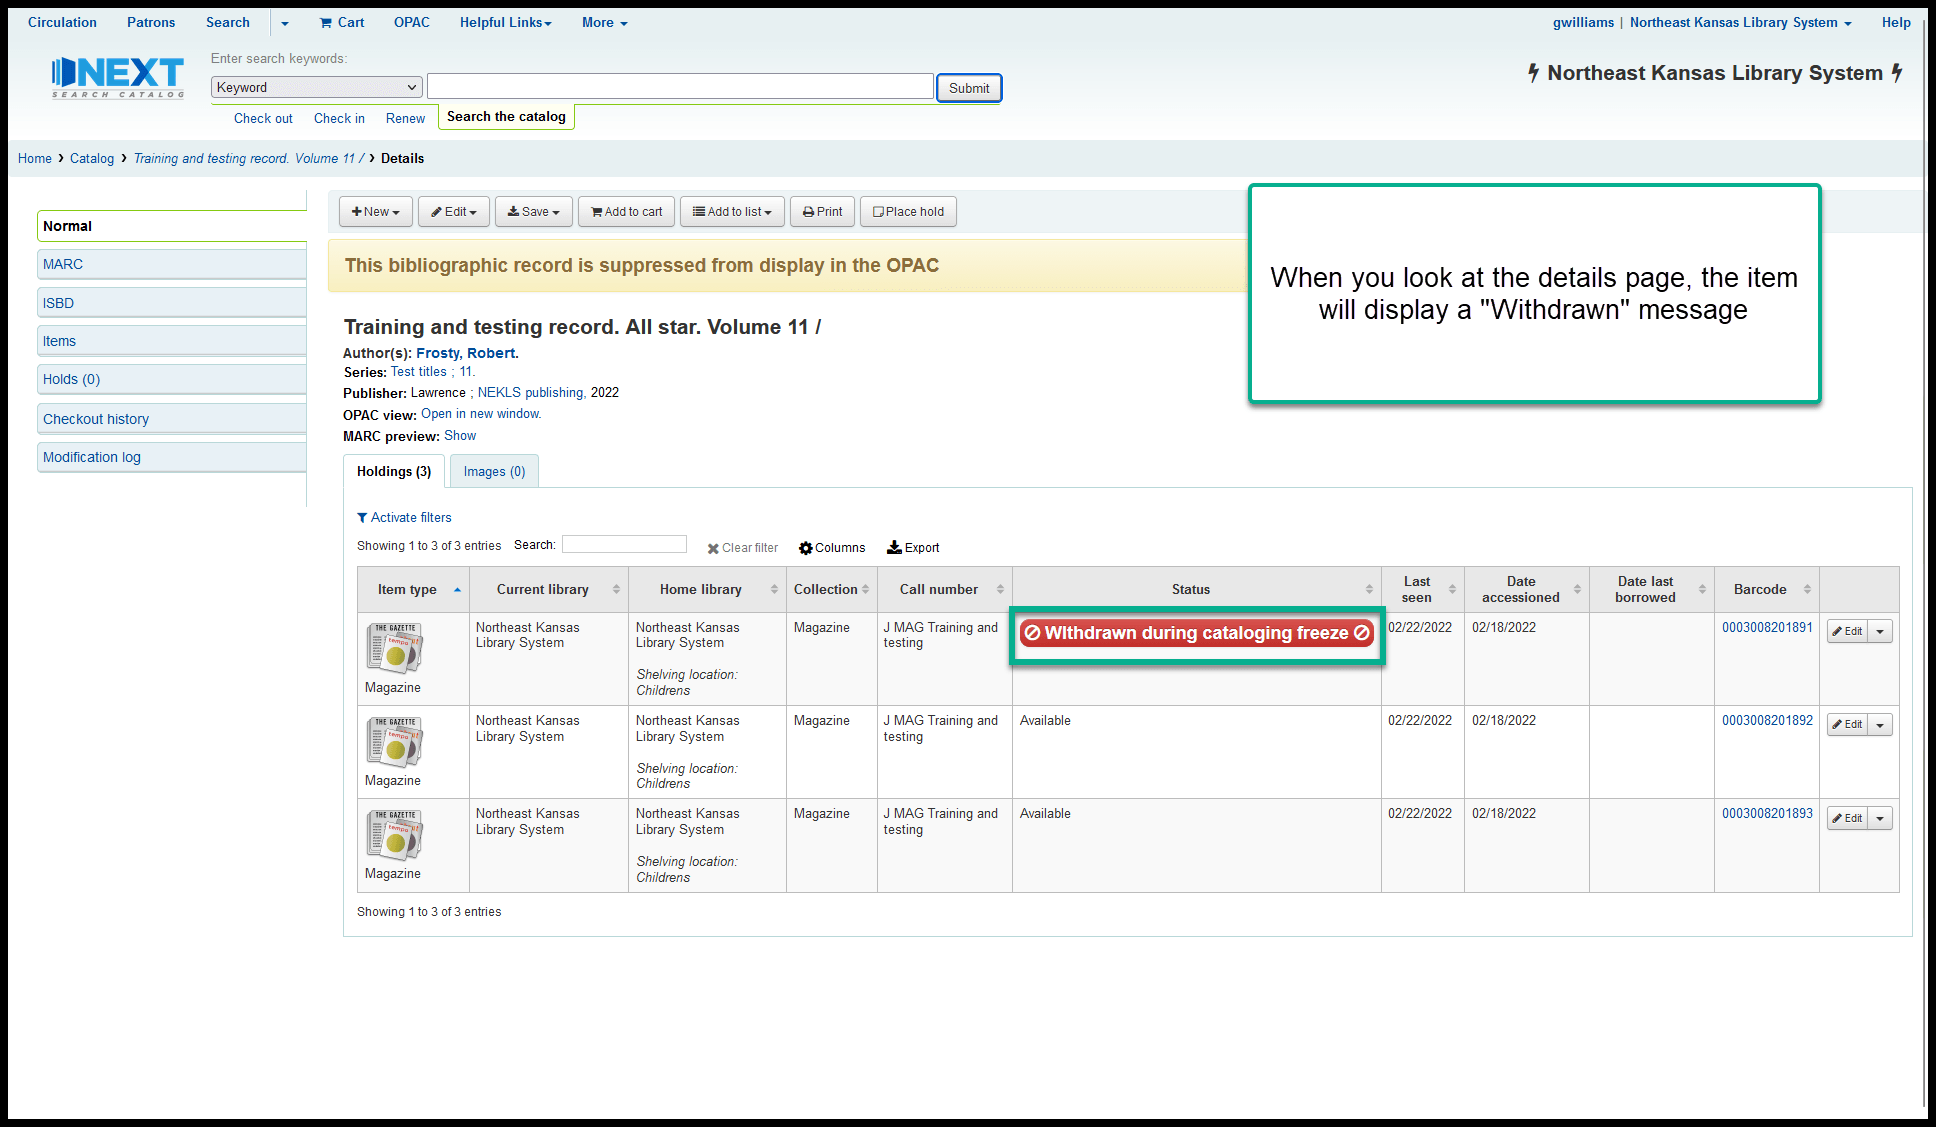 Circulation Patrons Search Cart OPAC Helpful Links More gwilliams | Northeast Kansas Library System Help
NEXT
SEARCH CATALOG
Enter search keywords:
Keyword Submit
Check out Check in Renew Search the catalog
Northeast Kansas Library System
Home › Catalog › Training and testing record. Volume 11 / › Details
Normal
MARC
ISBD
Items
Holds (0)
Checkout history
Modification log
New Edit Save Add to cart Add to list Print Place hold
This bibliographic record is suppressed from display in the OPAC
When you look at the details page, the item
will display a "Withdrawn" message
Training and testing record. All star. Volume 11 /
Author(s): Frosty, Robert.
Series: Test titles ; 11.
Publisher: Lawrence ; NEKLS publishing, 2022
OPAC view: Open in new window.
MARC preview: Show
Holdings (3) Images (0)
Activate filters
Showing 1 to 3 of 3 entries Search: Clear filter Columns Export
Item type Current library Home library Collection Call number Status Last seen Date accessioned Date last borrowed Barcode
THE GAZETTE
tempo
Magazine
Northeast Kansas
Library System
Northeast Kansas
Library System
Shelving location:
Childrens
Magazine
J MAG Training and
testing
WIthdrawn during cataloging freeze
02/22/2022
02/18/2022
0003008201891
Edit
THE GAZETTE
tempo
Magazine
Northeast Kansas
Library System
Northeast Kansas
Library System
Shelving location:
Childrens
Magazine
J MAG Training and
testing
Available
02/22/2022
02/18/2022
0003008201892
Edit
THE GAZETTE
tempo
Magazine
Northeast Kansas
Library System
Northeast Kansas
Library System
Shelving location:
Childrens
Magazine
J MAG Training and
testing
Available
02/22/2022
02/18/2022
0003008201893
Edit
Showing 1 to 3 of 3 entries